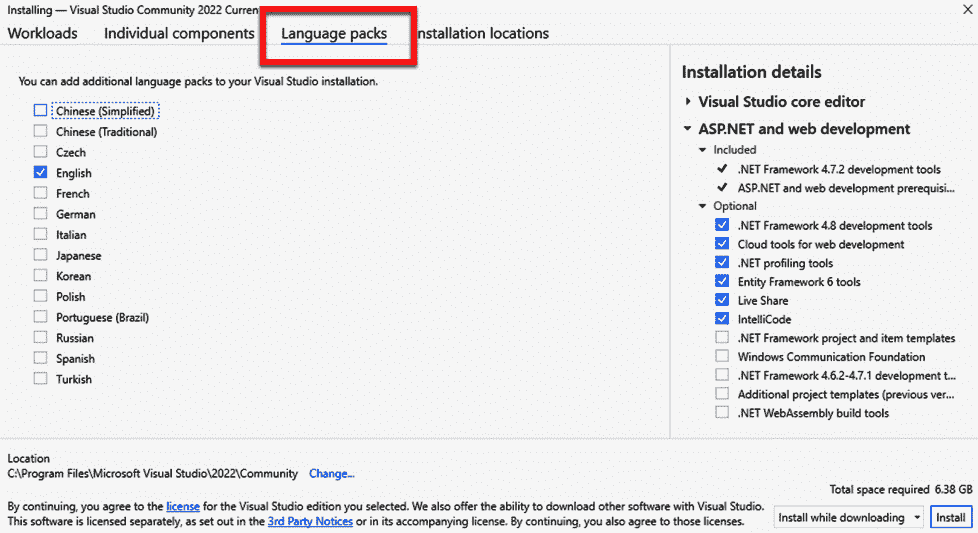 Installing — Visual Studio Community 2022 Curren
Workloads Individual components Language packs nstallation locations
You can add additional language packs to your Visual Studio installation.
Chinese (Simplified)
Chinese (Traditional)
Czech
English
French
German
Italian
Japanese
Korean
Polish
Portuguese (Brazil)
Russian
Spanish
Turkish
Installation details
Visual Studio core editor
ASP.NET and web development
Included
.NET Framework 4.7.2 development tools
ASP.NET and web development prerequisi...
Optional
.NET Framework 4.8 development tools
Cloud tools for web development
.NET profiling tools
Entity Framework 6 tools
Live Share
IntelliCode
.NET Framework project and item templates
Windows Communication Foundation
.NET Framework 4.6.2-4.7.1 development t...
Additional project templates (previous ver...
.NET WebAssembly build tools
Location
C:\Program Files\Microsoft Visual Studio\2022\Community Change...
Total space required 6.38 GB
By continuing, you agree to the license for the Visual Studio edition you selected. We also offer the ability to download other software with Visual Studio.
This software is licensed separately, as set out in the 3rd Party Notices or in its accompanying license. By continuing, you also agree to those licenses.
Install while downloading Install